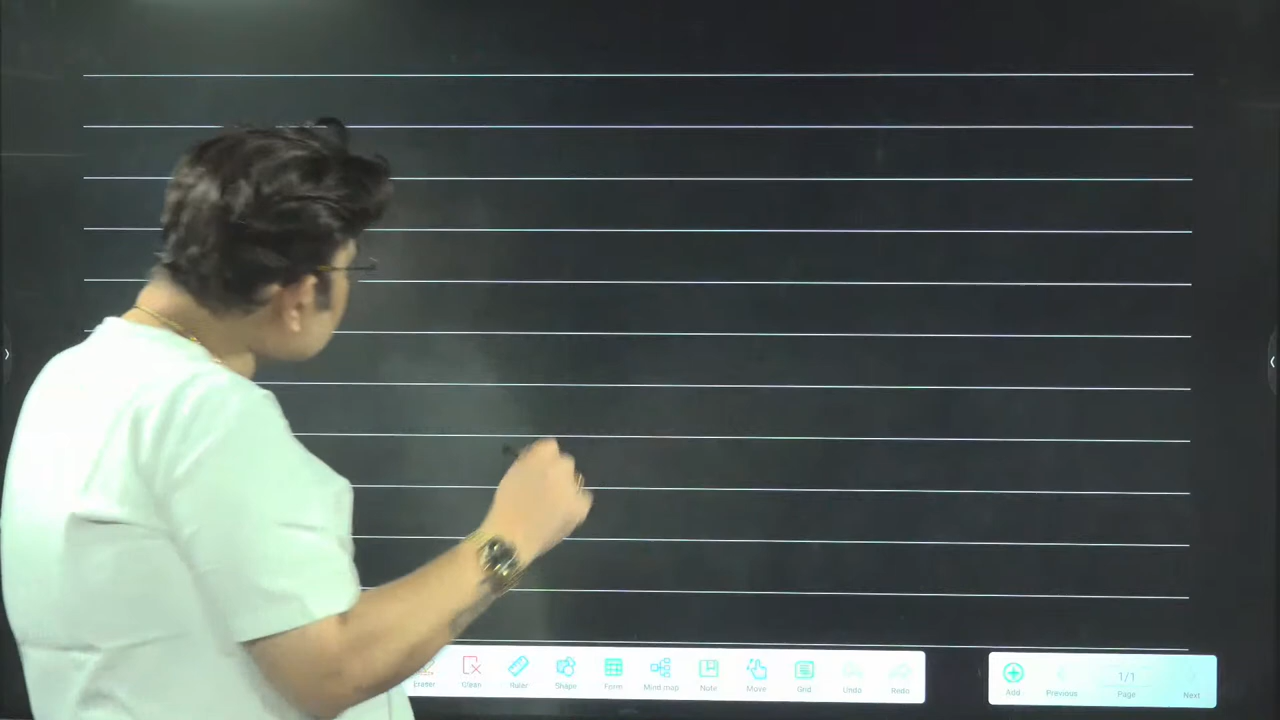 Eraser Clean Ruler Shape Form Mind map Note Move Grid Undo Redo
Add Previous 1/1 Page Next